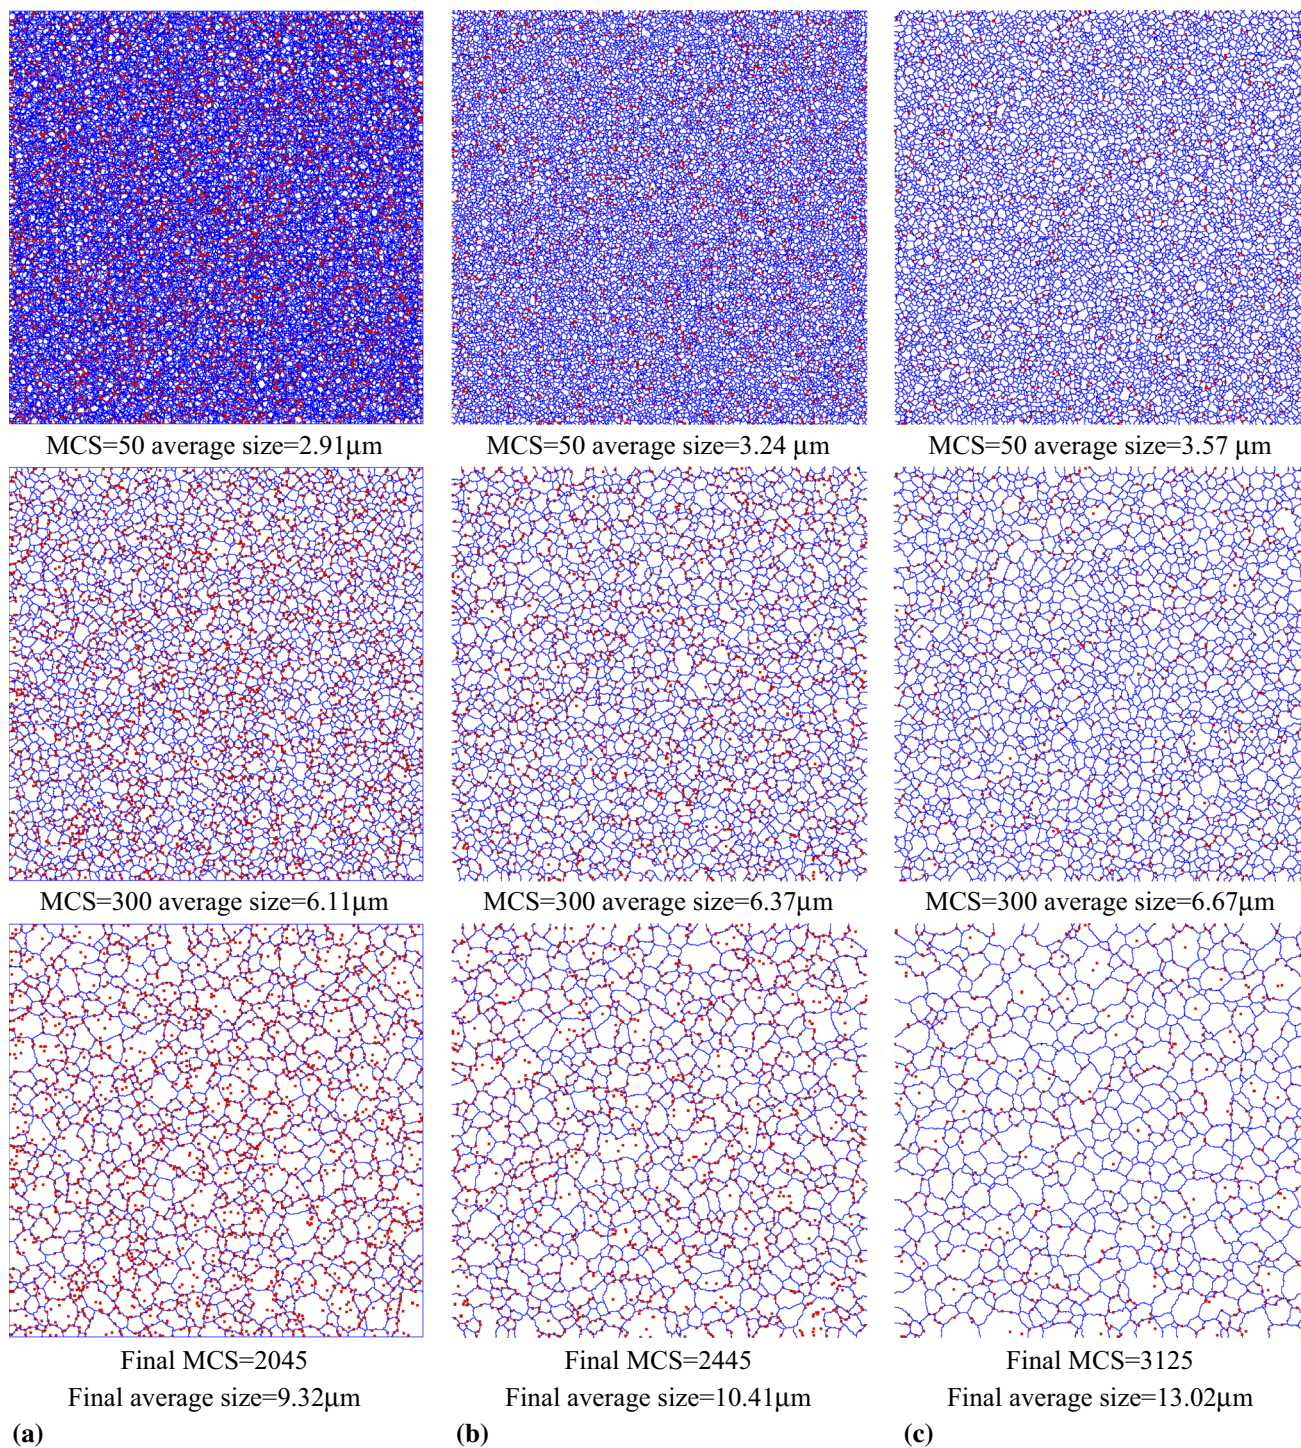 MCS=50 average size=2.91μm
MCS=50 average size=3.24 μm
MCS=50 average size=3.57 μm
MCS=300 average size=6.11μm
MCS=300 average size=6.37μm
MCS=300 average size=6.67μm
Final MCS=2045
Final MCS=2445
Final MCS=3125
Final average size=9.32μm
Final average size=10.41μm
Final average size=13.02μm
(a)
(b)
(c)